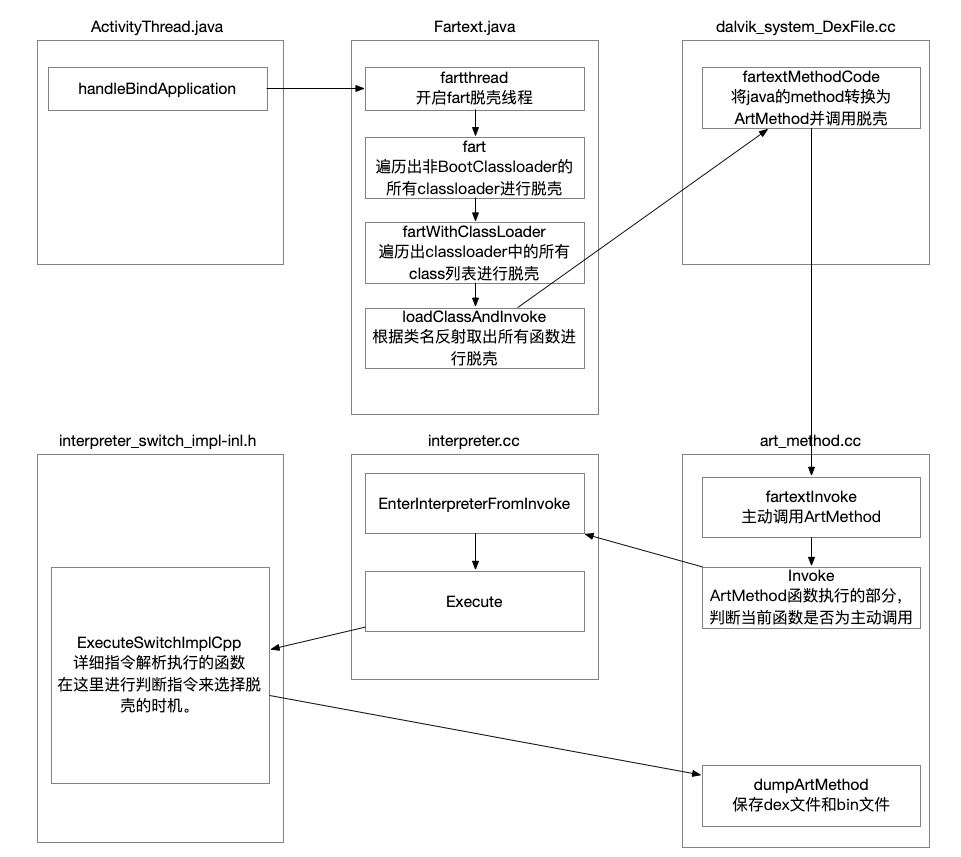 ActivityThread.java
handleBindApplication
Fartext.java
fartthread
开启fart脱壳线程
fart
遍历出非BootClassloader的
所有classloader进行脱壳
fartWithClassLoader
遍历出classloader中的所有
class列表进行脱壳
loadClassAndInvoke
根据类名反射取出所有函数进
行脱壳
dalvik_system_DexFile.cc
fartextMethodCode
将java的method转换为
ArtMethod并调用脱壳
interpreter_switch_impl-inl.h
ExecuteSwitchImplCpp
详细指令解析执行的函数
在这里进行判断指令来选择脱
壳的时机。
interpreter.cc
EnterInterpreterFromInvoke
Execute
art_method.cc
fartextInvoke
主动调用ArtMethod
Invoke
ArtMethod函数执行的部分，
判断当前函数是否为主动调用
dumpArtMethod
保存dex文件和bin文件